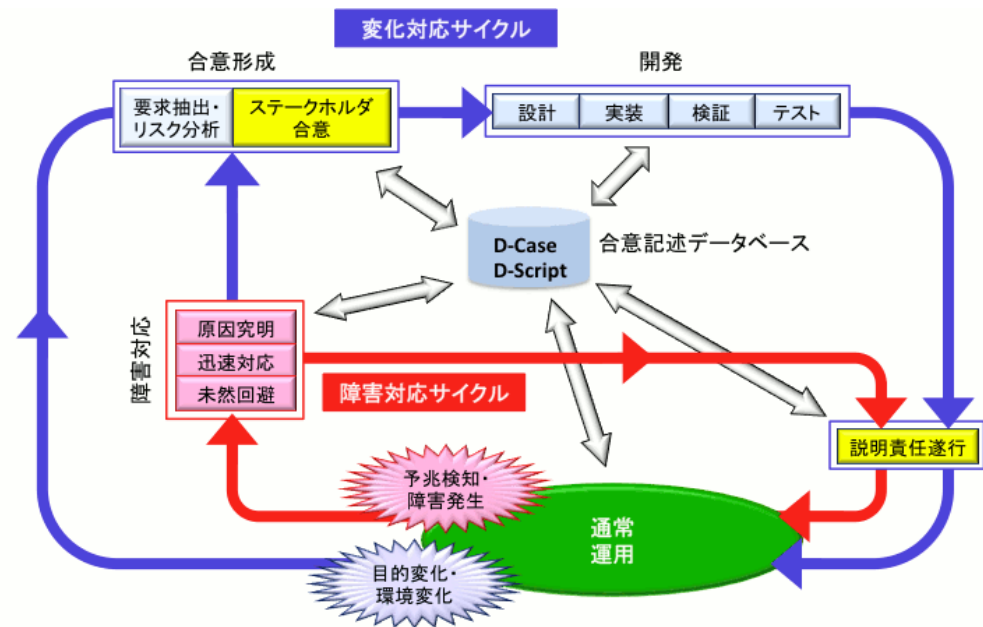 変化対応サイクル
合意形成
開発
要求抽出・
リスク分析
ステークホルダ
合意
設計
実装
検証
テスト
D-Case
D-Script
合意記述データベース
障害対応
原因究明
迅速対応
未然回避
障害対応サイクル
説明責任遂行
予兆検知・
障害発生
通常
運用
目的変化・
環境変化